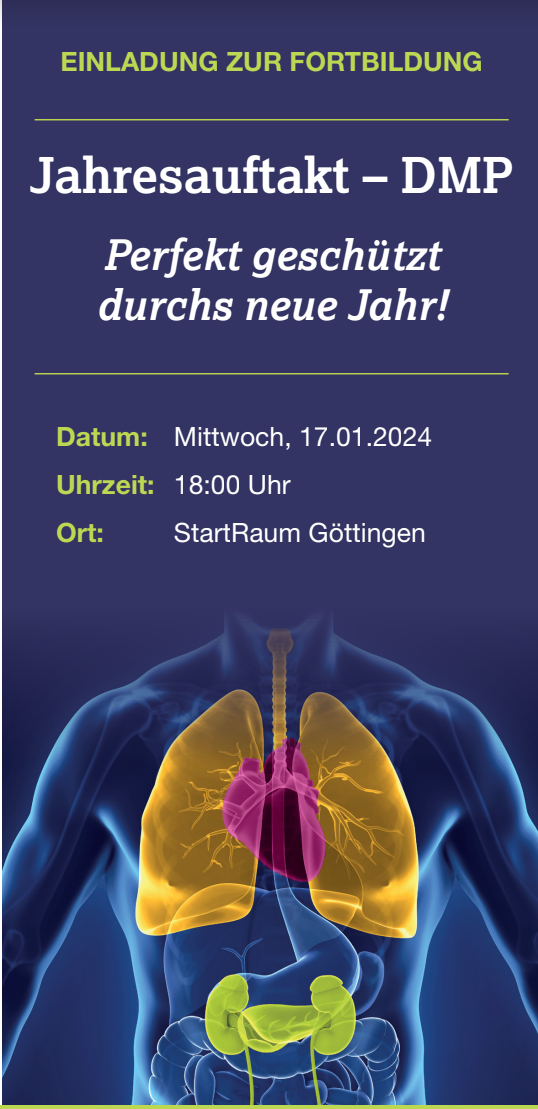 EINLADUNG ZUR FORTBILDUNG
Jahresauftakt – DMP
Perfekt geschützt
durchs neue Jahr!
Datum: Mittwoch, 17.01.2024
Uhrzeit: 18:00 Uhr
Ort: StartRaum Göttingen